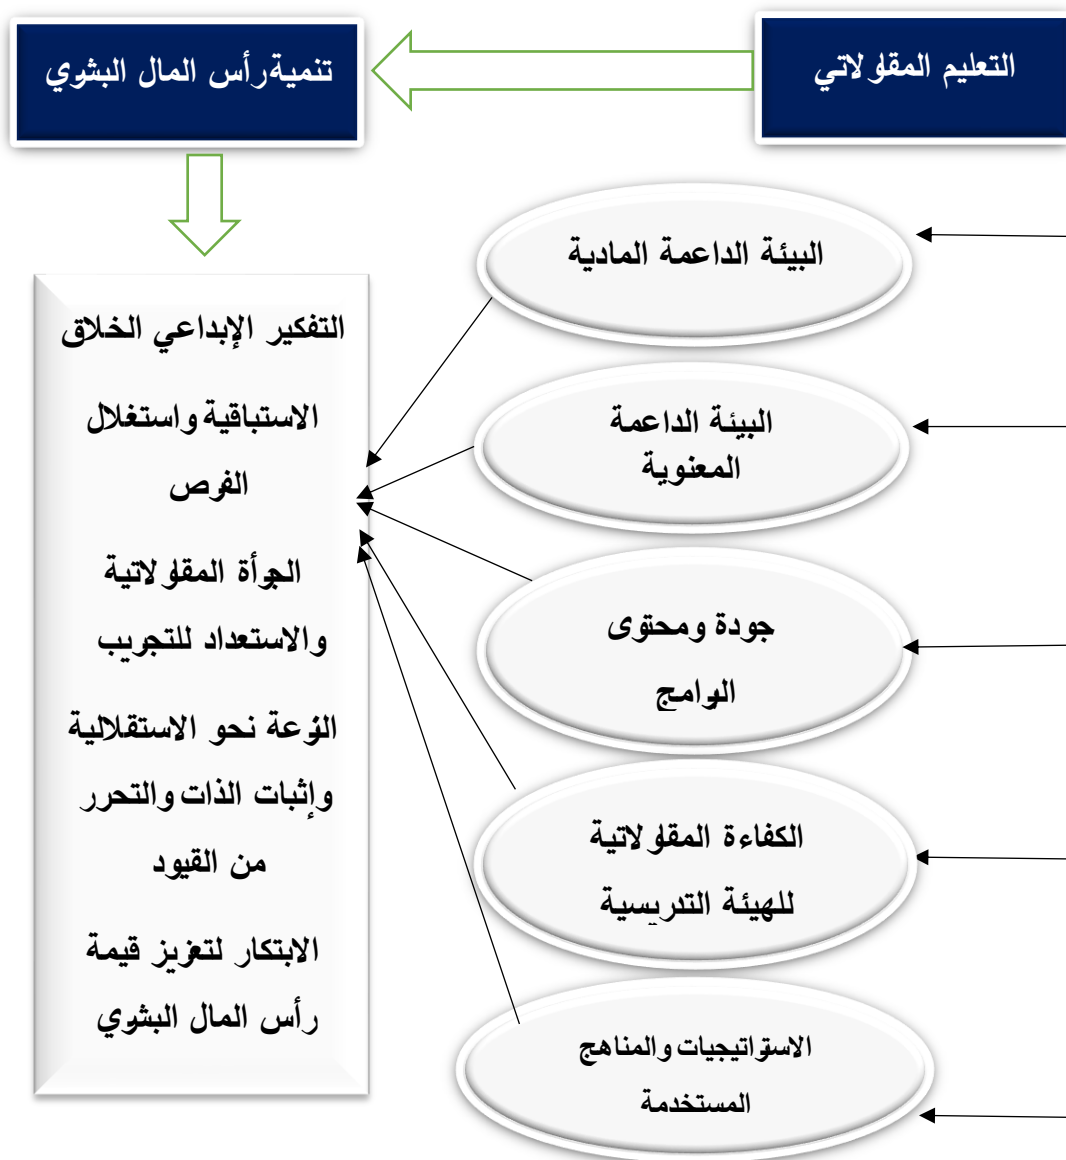 التعليم المقاولاتي
تنمية رأس المال البشري
البيئة الداعمة المادية
البيئة الداعمة
المعنوية
جودة ومحتوى
البرامج
الكفاءة المقاولاتية
للهيئة التدريسية
الاستراتيجيات والمناهج
المستخدمة
التفكير الإبداعي الخلاق
الاستباقية واستغلال
الفرص
الجرأة المقاولاتية
والاستعداد للتجريب
النزعة نحو الاستقلالية
وإثبات الذات والتحرر
من القيود
الابتكار لتعزيز قيمة
رأس المال البشري